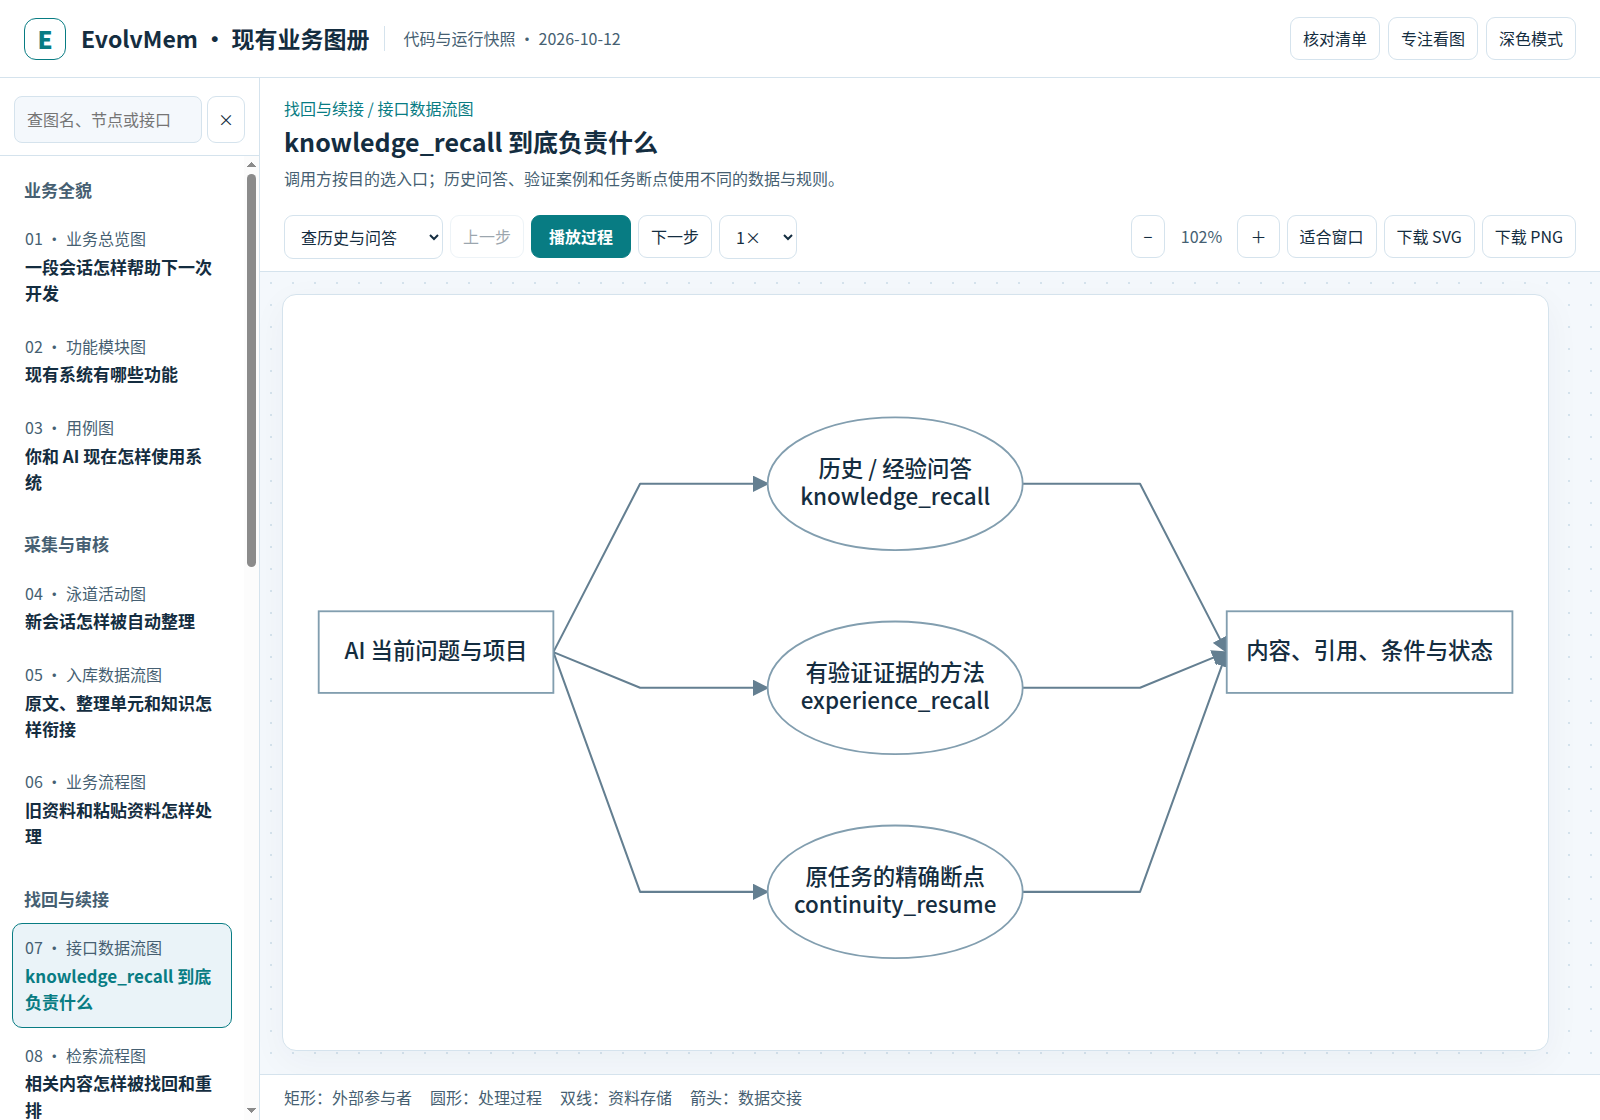 E
EvolvMem · 现有业务图册
代码与运行快照 · 2026-10-12
核对清单
专注看图
深色模式
查图名、节点或接口
×
业务全貌
01 · 业务总览图
一段会话怎样帮助下一次
开发
02 · 功能模块图
现有系统有哪些功能
03 · 用例图
你和 AI 现在怎样使用系
统
采集与审核
04 · 泳道活动图
新会话怎样被自动整理
05 · 入库数据流图
原文、整理单元和知识怎
样衔接
06 · 业务流程图
旧资料和粘贴资料怎样处
理
找回与续接
07 · 接口数据流图
knowledge_recall 到底
负责什么
08 · 检索流程图
相关内容怎样被找回和重
排
找回与续接 / 接口数据流图
knowledge_recall 到底负责什么
调用方按目的选入口；历史问答、验证案例和任务断点使用不同的数据与规则。
查历史与问答
上一步
播放过程
下一步
1×
−
102%
＋
适合窗口
下载 SVG
下载 PNG
历史 / 经验问答
knowledge_recall
AI 当前问题与项目
有验证证据的方法
experience_recall
内容、引用、条件与状态
原任务的精确断点
continuity_resume
矩形：外部参与者 圆形：处理过程 双线：资料存储 箭头：数据交接